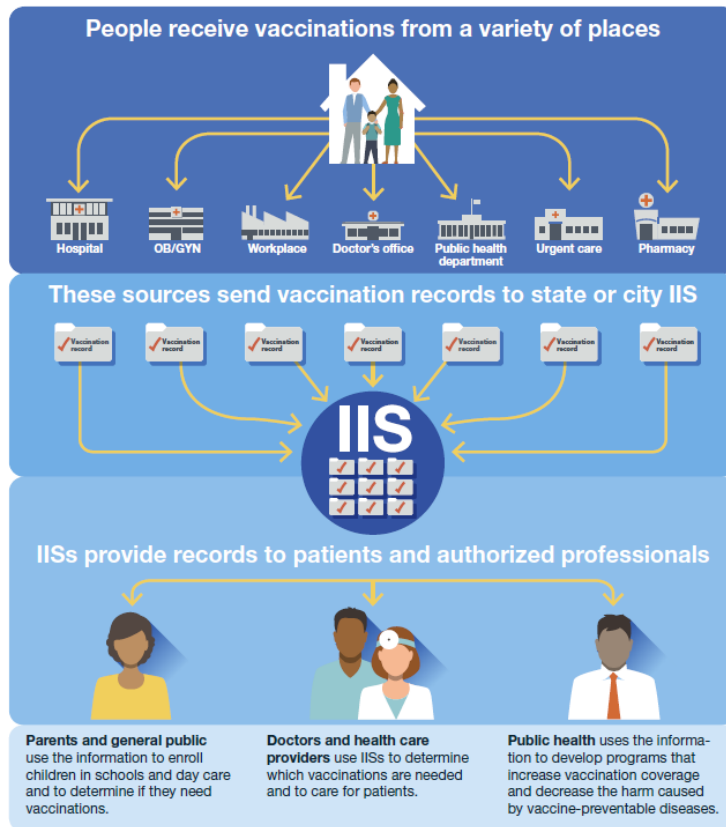 People receive vaccinations from a variety of places
Hospital
OB/GYN
Workplace
Doctor's office
Public health
department
Urgent care
Pharmacy
These sources send vaccination records to state or city IIS
Vaccination
record
Vaccination
record
Vaccination
record
Vaccination
record
Vaccination
record
Vaccination
record
Vaccination
record
IIS
IISs provide records to patients and authorized professionals
Parents and general public
use the information to enroll
children in schools and day care
and to determine if they need
vaccinations.
Doctors and health care
providers use IISs to determine
which vaccinations are needed
and to care for patients.
Public health uses the informa-
tion to develop programs that
increase vaccination coverage
and decrease the harm caused
by vaccine-preventable diseases.